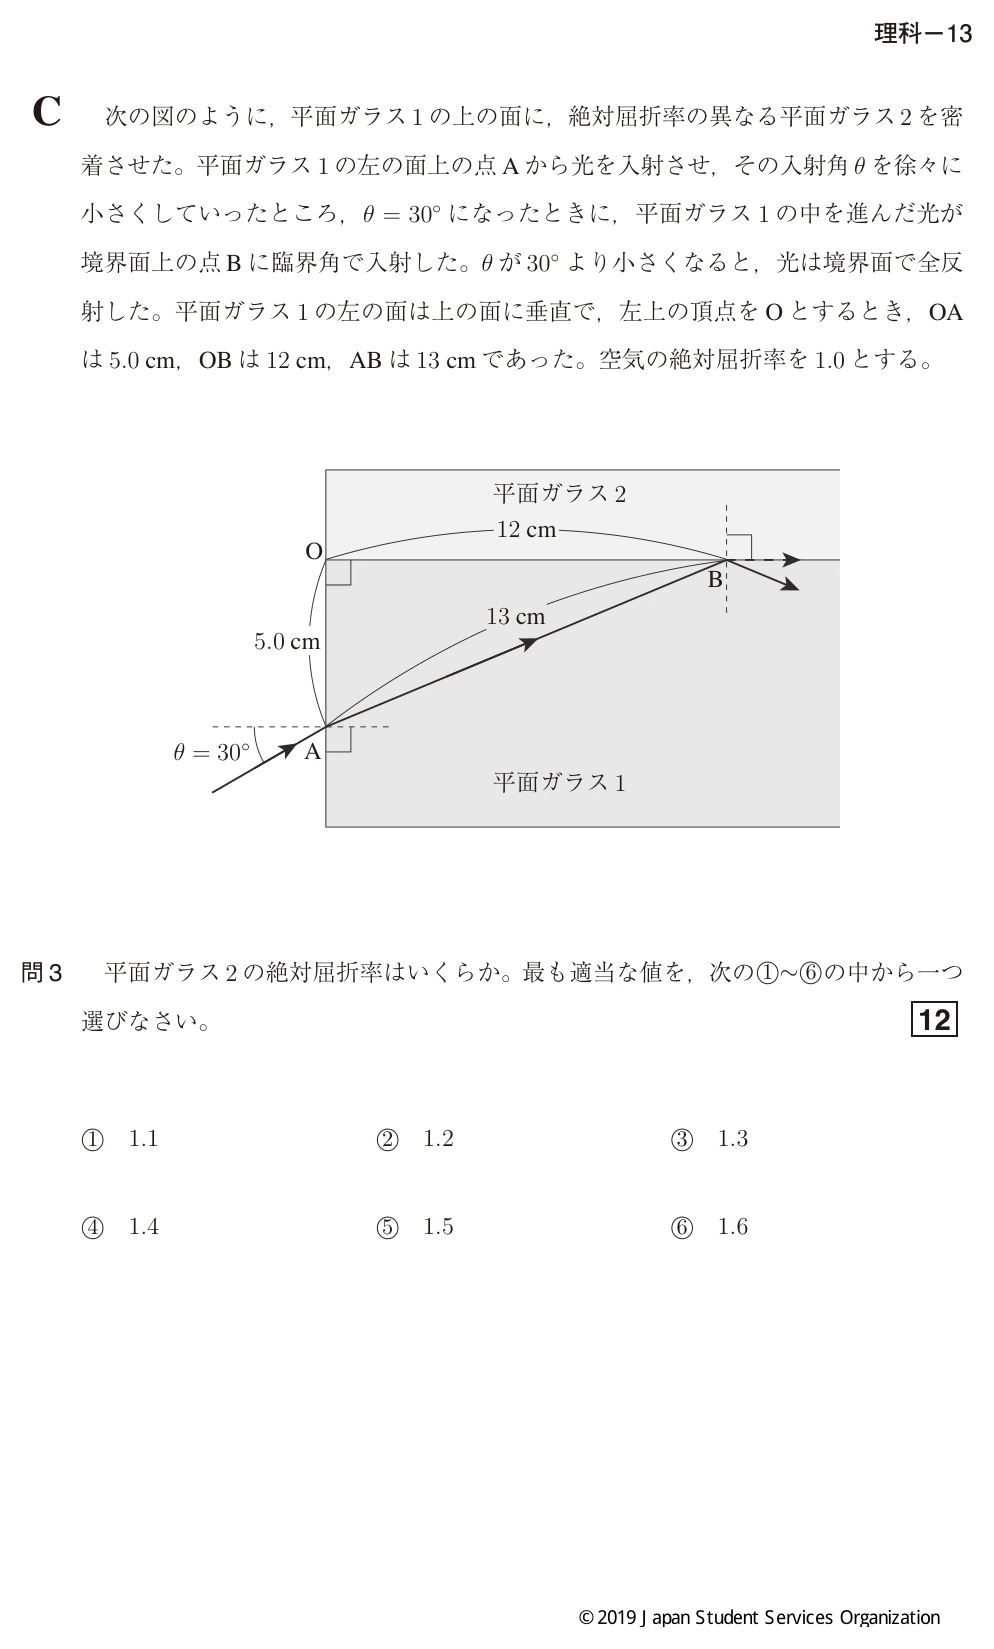 理科－13
C 次の図のように，平面ガラス1の上の面に，絶対屈折率の異なる平面ガラス2を密
着させた。平面ガラス1の左の面上の点Aから光を入射させ，その入射角θを徐々に
小さくしていったところ，θ = 30° になったときに，平面ガラス1の中を進んだ光が
境界面上の点Bに臨界角で入射した。θが30° より小さくなると，光は境界面で全反
射した。平面ガラス1の左の面は上の面に垂直で，左上の頂点をOとするとき，OA
は5.0 cm，OBは12 cm，ABは13 cmであった。空気の絶対屈折率を1.0とする。
平面ガラス2
12 cm
O
B
13 cm
5.0 cm
θ = 30°
A
平面ガラス1
問3 平面ガラス2の絶対屈折率はいくらか。最も適当な値を，次の①～⑥の中から一つ
選びなさい。 12
① 1.1 ② 1.2 ③ 1.3
④ 1.4 ⑤ 1.5 ⑥ 1.6
© 2019 Japan Student Services Organization